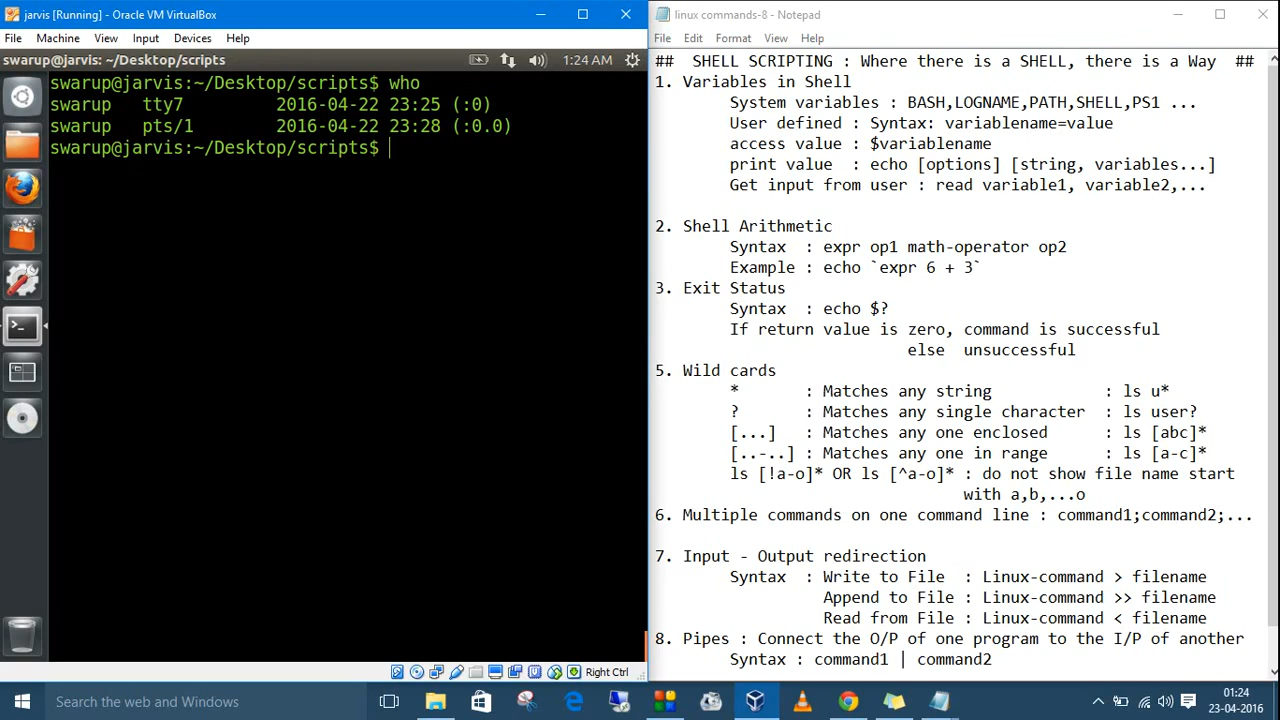 jarvis [Running] - Oracle VM VirtualBox
File Machine View Input Devices Help
swarup@jarvis: ~/Desktop/scripts
1:24 AM
swarup@jarvis:~/Desktop/scripts$ who
swarup tty7 2016-04-22 23:25 (:0)
swarup pts/1 2016-04-22 23:28 (:0.0)
swarup@jarvis:~/Desktop/scripts$
Right Ctrl
linux commands-8 - Notepad
File Edit Format View Help
## SHELL SCRIPTING : Where there is a SHELL, there is a Way ##
1. Variables in Shell
System variables : BASH,LOGNAME,PATH,SHELL,PS1 ...
User defined : Syntax: variablename=value
access value : $variablename
print value : echo [options] [string, variables...]
Get input from user : read variable1, variable2,...
2. Shell Arithmetic
Syntax : expr op1 math-operator op2
Example : echo `expr 6 + 3`
3. Exit Status
Syntax : echo $?
If return value is zero, command is successful
else unsuccessful
5. Wild cards
* : Matches any string : ls u*
? : Matches any single character : ls user?
[...] : Matches any one enclosed : ls [abc]*
[..-..] : Matches any one in range : ls [a-c]*
ls [!a-o]* OR ls [^a-o]* : do not show file name start
with a,b,...o
6. Multiple commands on one command line : command1;command2;...
7. Input - Output redirection
Syntax : Write to File : Linux-command > filename
Append to File : Linux-command >> filename
Read from File : Linux-command < filename
8. Pipes : Connect the O/P of one program to the I/P of another
Syntax : command1 | command2
Search the web and Windows
01:24
23-04-2016